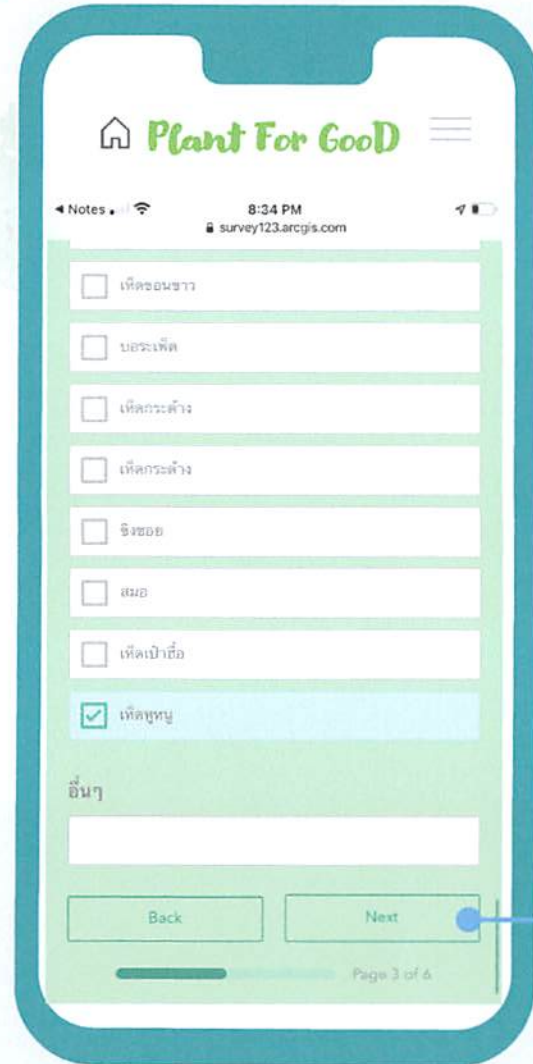 Plant For GooD
Notes
8:34 PM
survey123.arcgis.com
เห็ดขอนขาว
บอระเพ็ด
เห็ดกระด้าง
เห็ดกระด้าง
ชิงชอย
สมอ
เห็ดเป๋าฮื้อ
เห็ดหูหนู
อื่นๆ
Back
Next
Page 3 of 6